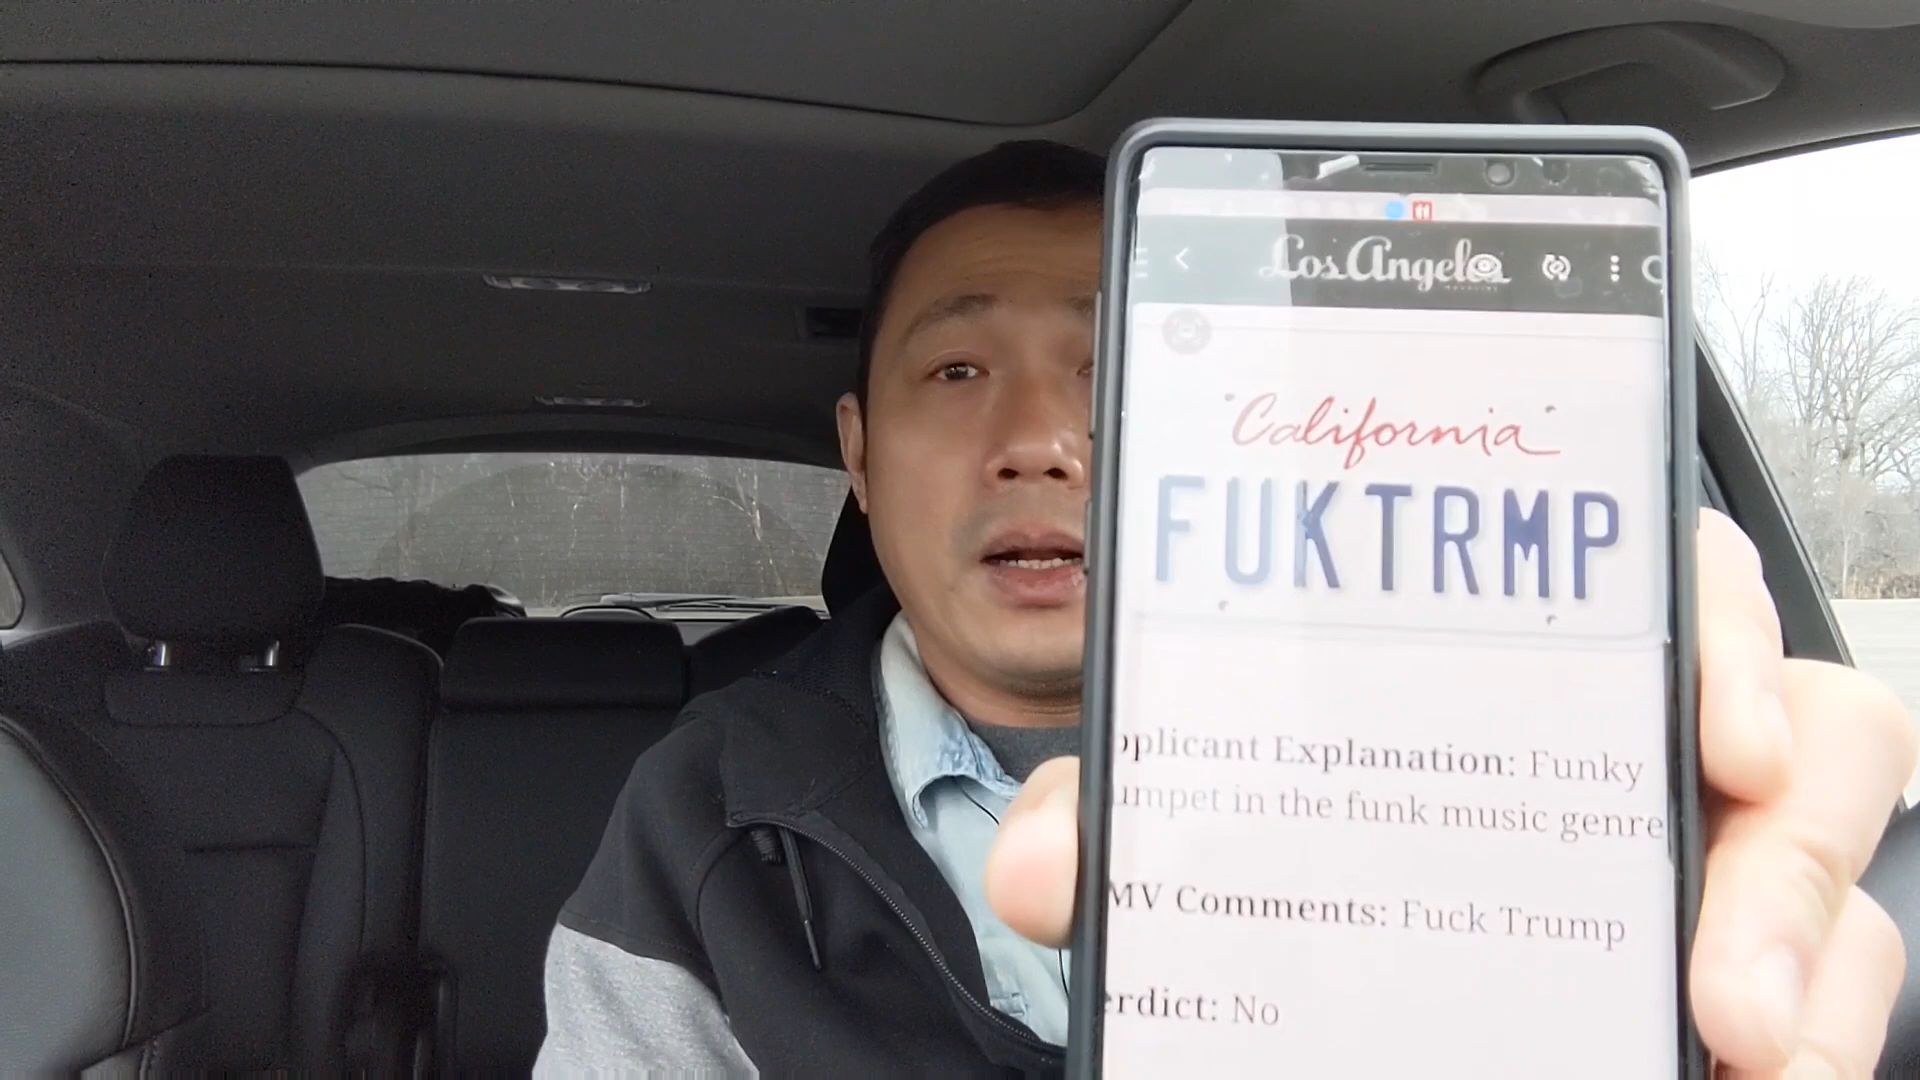 Los Angeles
California
FUKTRMP
pplicant Explanation: Funky
umpet in the funk music genre
MV Comments: Fuck Trump
erdict: No